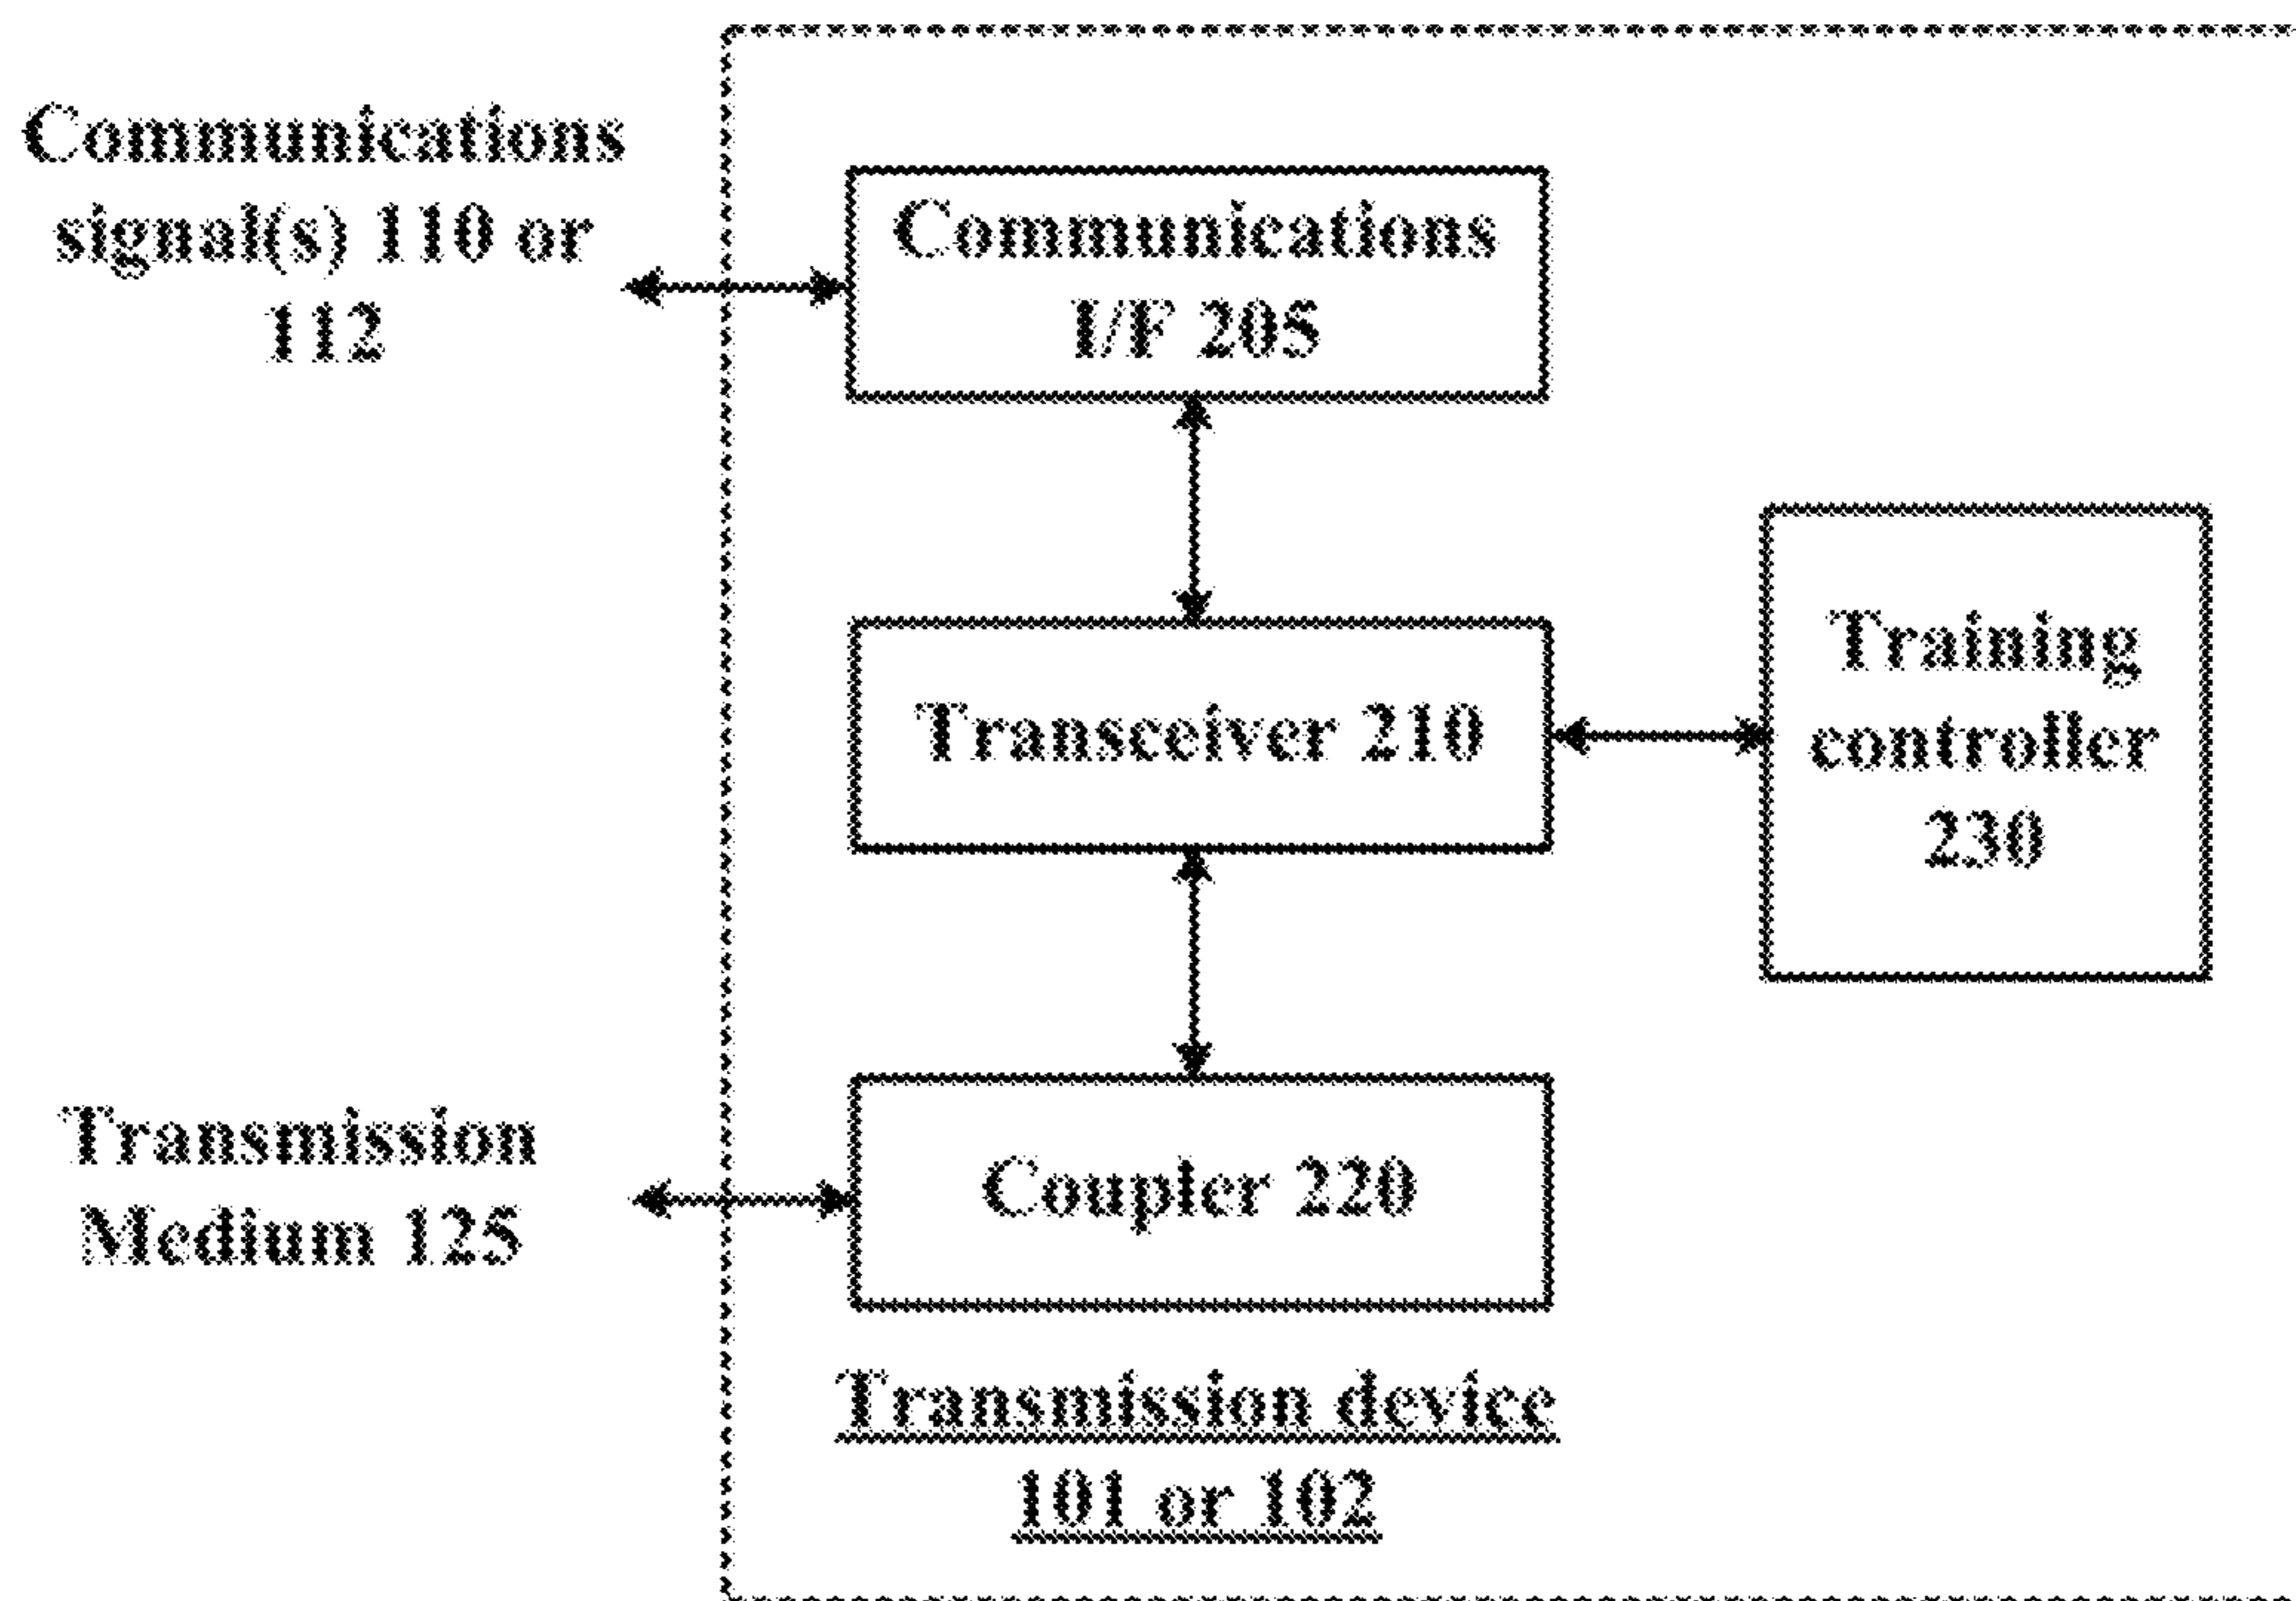 Communications
signal(s) 110 or
112
Communications
I/F 205
Transceiver 210
Training
controller
230
Transmission
Medium 125
Coupler 220
Transmission device
101 or 102